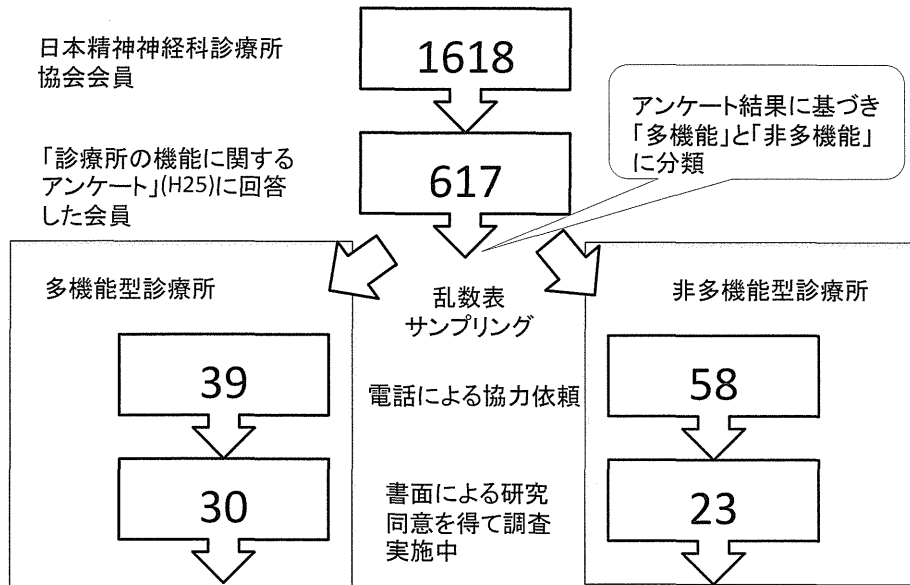 日本精神神経科診療所
協会会員
1618
アンケート結果に基づき
「多機能」と「非多機能」
に分類
「診療所の機能に関する
アンケート」(H25)に回答
した会員
617
多機能型診療所
乱数表
サンプリング
非多機能型診療所
39
電話による協力依頼
58
30
書面による研究
同意を得て調査
実施中
23